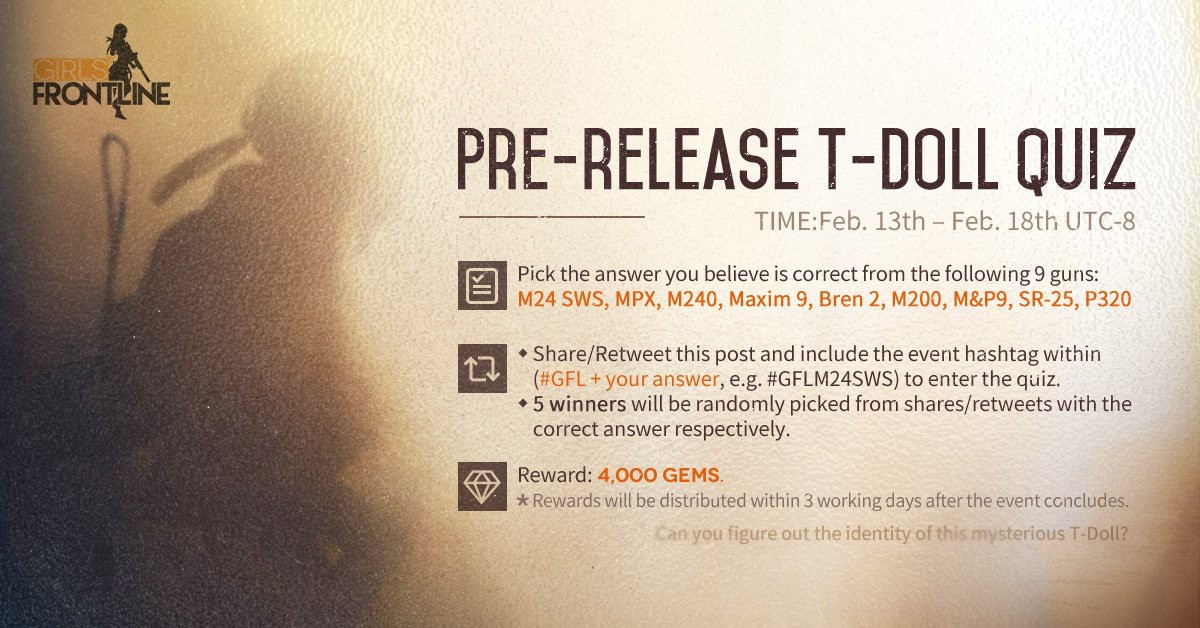 GIRLS
FRONTLINE
PRE-RELEASE T-DOLL QUIZ
TIME:Feb. 13th – Feb. 18th UTC-8
Pick the answer you believe is correct from the following 9 guns:
M24 SWS, MPX, M240, Maxim 9, Bren 2, M200, M&P9, SR-25, P320
◆ Share/Retweet this post and include the event hashtag within
(#GFL + your answer, e.g. #GFLM24SWS) to enter the quiz.
◆ 5 winners will be randomly picked from shares/retweets with the
correct answer respectively.
Reward: 4,000 GEMS.
★ Rewards will be distributed within 3 working days after the event concludes.
Can you figure out the identity of this mysterious T-Doll?